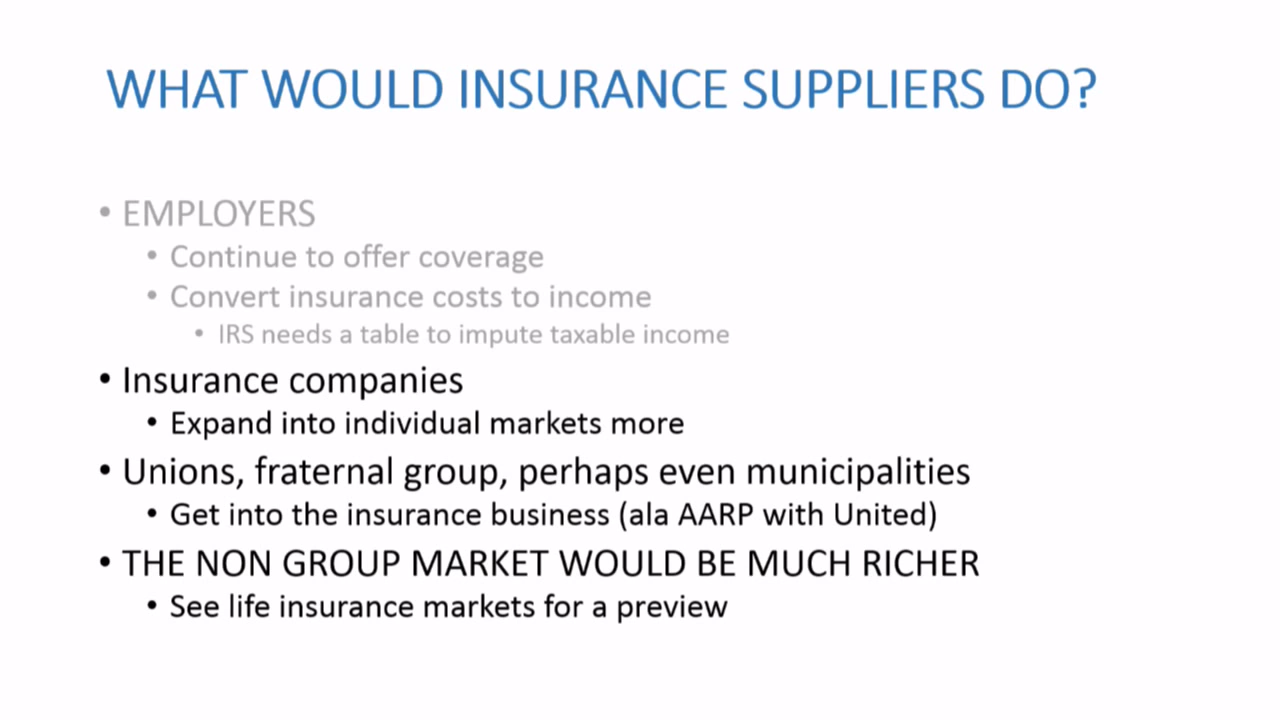 WHAT WOULD INSURANCE SUPPLIERS DO?
• EMPLOYERS
• Continue to offer coverage
• Convert insurance costs to income
• IRS needs a table to impute taxable income
• Insurance companies
• Expand into individual markets more
• Unions, fraternal group, perhaps even municipalities
• Get into the insurance business (ala AARP with United)
• THE NON GROUP MARKET WOULD BE MUCH RICHER
• See life insurance markets for a preview